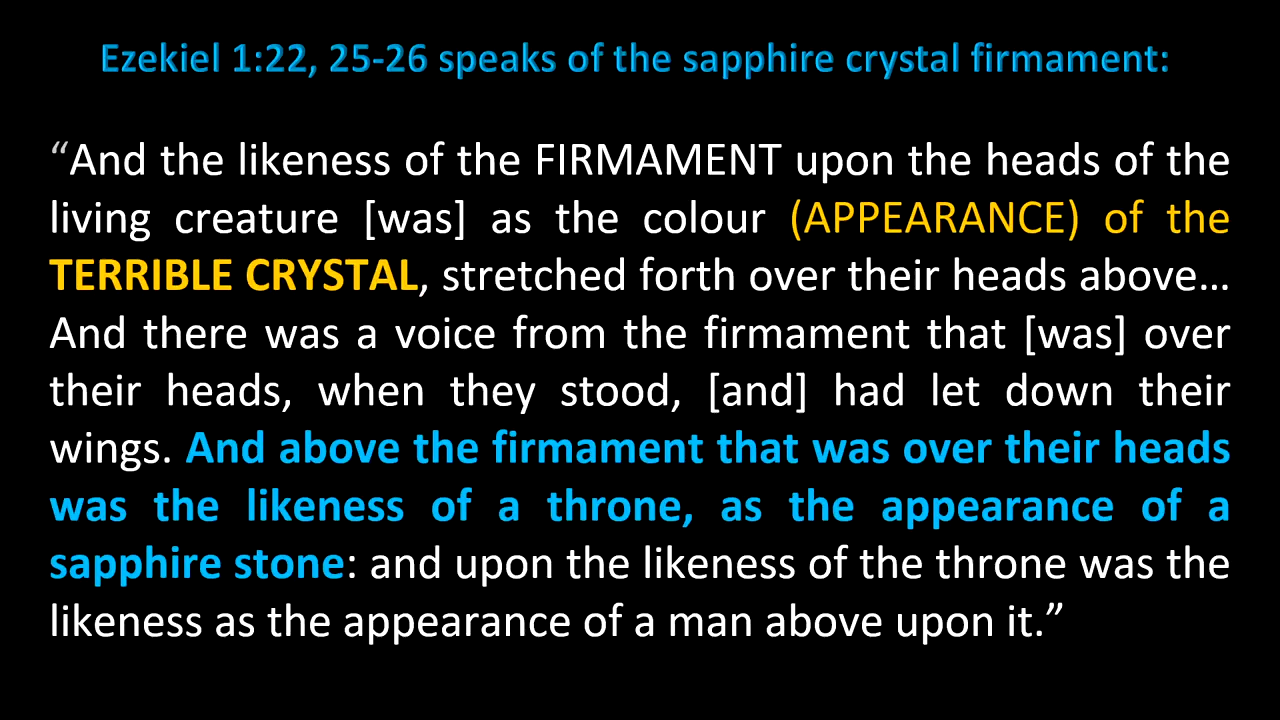 Ezekiel 1:22, 25-26 speaks of the sapphire crystal firmament:
“And the likeness of the FIRMAMENT upon the heads of the
living creature [was] as the colour (APPEARANCE) of the
TERRIBLE CRYSTAL, stretched forth over their heads above…
And there was a voice from the firmament that [was] over
their heads, when they stood, [and] had let down their
wings. And above the firmament that was over their heads
was the likeness of a throne, as the appearance of a
sapphire stone: and upon the likeness of the throne was the
likeness as the appearance of a man above upon it.”